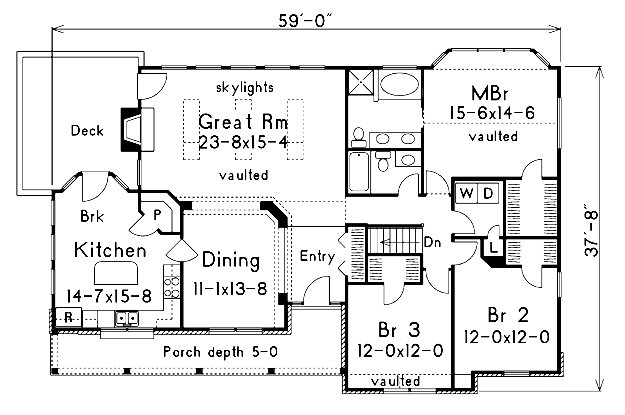 59'-0"
skylights
Great Rm
23-8x15-4
vaulted
MBr
15-6x14-6
vaulted
Deck
Brk
P
W D
Kitchen
14-7x15-8
Dining
11-1x13-8
Entry
Dn
L
37'-8"
R
Br 3
12-0x12-0
vaulted
Br 2
12-0x12-0
Porch depth 5-0